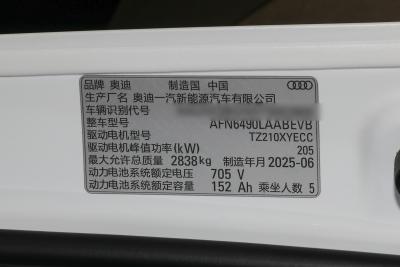 品牌 奥迪 制造国 中国
生产厂名 奥迪一汽新能源汽车有限公司
车辆识别代号
整车型号 AFN6490LAABEVB
驱动电机型号 TZ210XYECC
驱动电机峰值功率(kW) 205
最大允许总质量 2838kg 制造年月 2025-06
动力电池系统额定电压 705 V
动力电池系统额定容量 152 Ah 乘坐人数 5